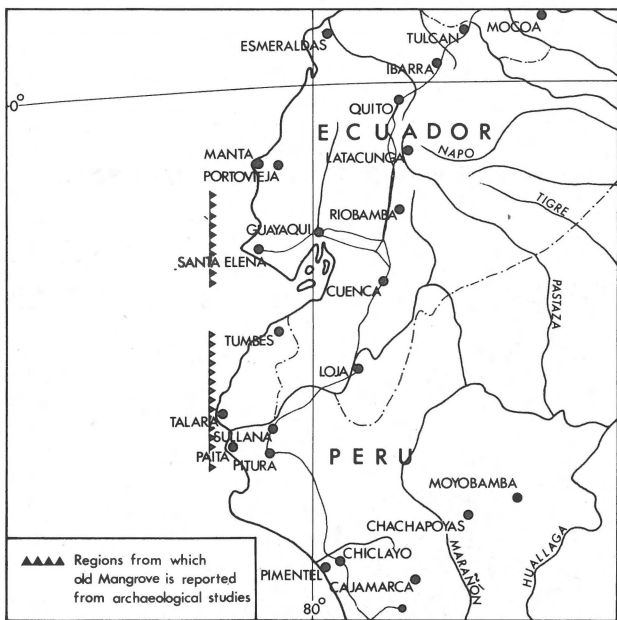 MOCOA
TULCAN
ESMERALDAS
IBARRA
0°
QUITO
ECUADOR
MANTA
LATACUNGA
NAPO
PORTOVIEJA
TIGRE
RIOBAMBA
GUAYAQUI
SANTA ELENA
CUENCA
PASTAZA
TUMBES
LOJA
TALARA
SULLANA
PAITA
PITURA
PERU
MOYOBAMBA
CHACHAPOYAS
MARAÑÓN
HUALLAGA
CHICLAYO
PIMENTEL
CAJAMARCA
80°
Regions from which
old Mangrove is reported
from archaeological studies